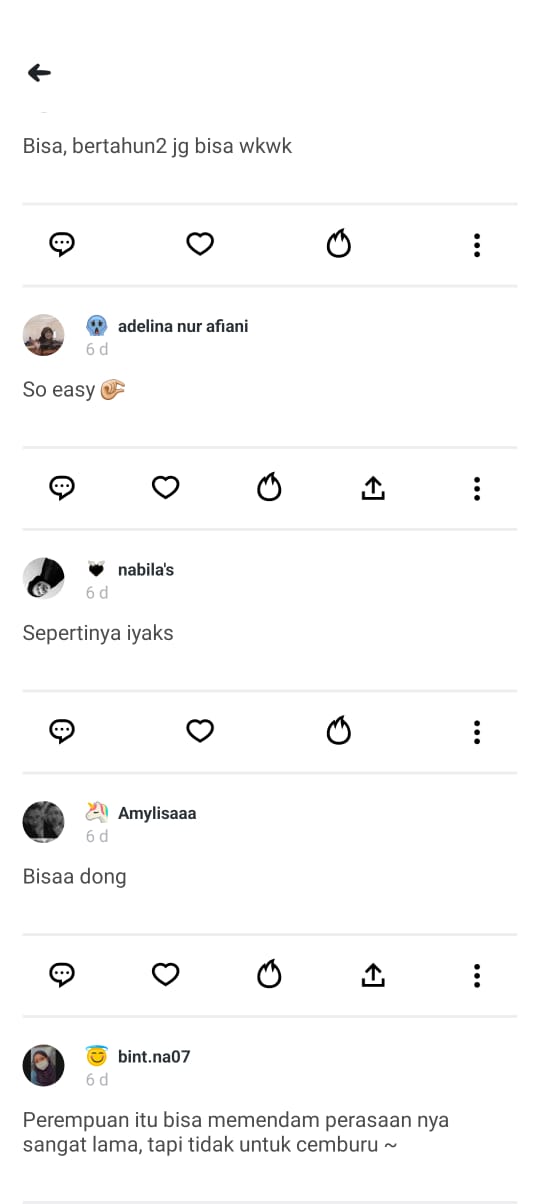 Bisa, bertahun2 jg bisa wkwk
adelina nur afiani
6 d
So easy 🤏🏼
nabila's
6 d
Sepertinya iyaks
Amylisaaa
6 d
Bisaa dong
bint.na07
6 d
Perempuan itu bisa memendam perasaan nya
sangat lama, tapi tidak untuk cemburu ~